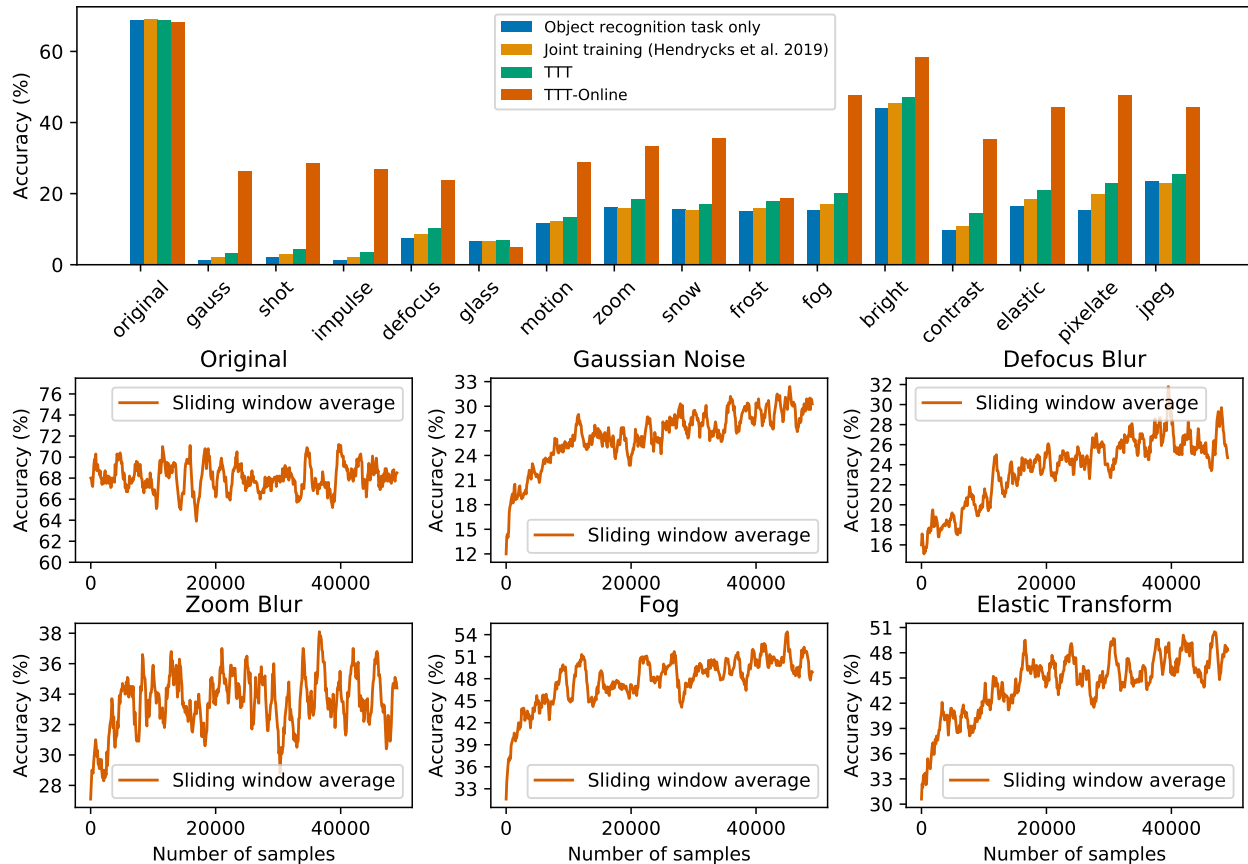 Accuracy (%)
60
40
20
0
Object recognition task only
Joint training (Hendrycks et al. 2019)
TTT
TTT-Online
original
gauss
shot
impulse
defocus
glass
motion
zoom
snow
frost
fog
bright
contrast
elastic
pixelate
jpeg
Original
Accuracy (%)
76
74
72
70
68
66
64
62
60
Sliding window average
0 20000 40000
Gaussian Noise
Accuracy (%)
33
30
27
24
21
18
15
12
Sliding window average
0 20000 40000
Defocus Blur
Accuracy (%)
32
30
28
26
24
22
20
18
16
Sliding window average
0 20000 40000
Zoom Blur
Accuracy (%)
38
36
34
32
30
28
Sliding window average
0 20000 40000
Number of samples
Fog
Accuracy (%)
54
51
48
45
42
39
36
33
Sliding window average
0 20000 40000
Number of samples
Elastic Transform
Accuracy (%)
51
48
45
42
39
36
33
30
Sliding window average
0 20000 40000
Number of samples